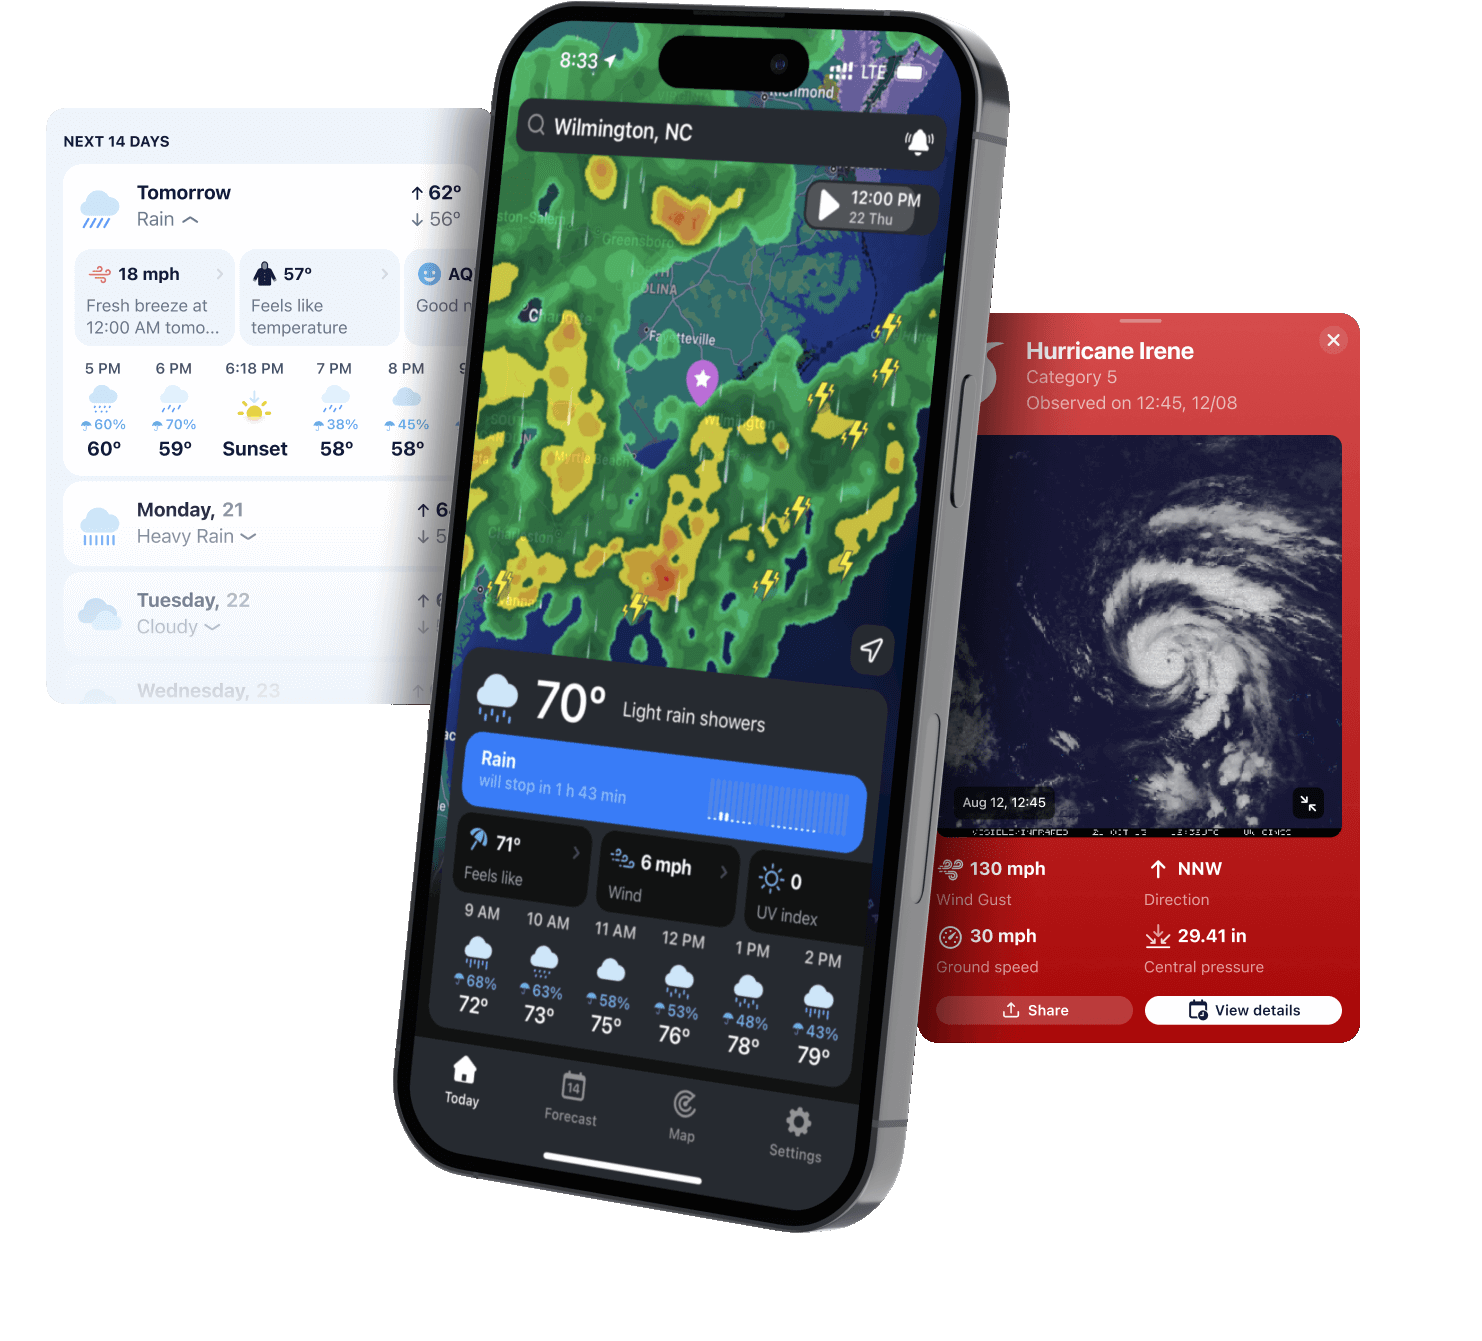 NEXT 14 DAYS
Tomorrow
Rain
↑ 62°
↓ 56°
18 mph
Fresh breeze at
12:00 AM tomo...
57°
Feels like
temperature
AQ
Good n
5 PM 6 PM 6:18 PM 7 PM 8 PM 9
60% 70% 38% 45%
60° 59° Sunset 58° 58°
Monday, 21
Heavy Rain
↑ 6
↓ 5
Tuesday, 22
Cloudy
Wednesday, 23
8:33
LTE
Richmond
Wilmington, NC
12:00 PM
22 Thu
ston-Salem
Greensboro
OLINA
Charlotte
Fayetteville
Wilmington
Myrtle Beach
Charleston
70°
Light rain showers
Rain
will stop in 1 h 43 min
71°
Feels like
6 mph
Wind
0
UV index
9 AM 10 AM 11 AM 12 PM 1 PM 2 PM
68% 63% 58% 53% 48% 43%
72° 73° 75° 76° 78° 79°
Today
14
Forecast
Map
Settings
Hurricane Irene
Category 5
Observed on 12:45, 12/08
Aug 12, 12:45
130 mph
Wind Gust
NNW
Direction
30 mph
Ground speed
29.41 in
Central pressure
Share
View details